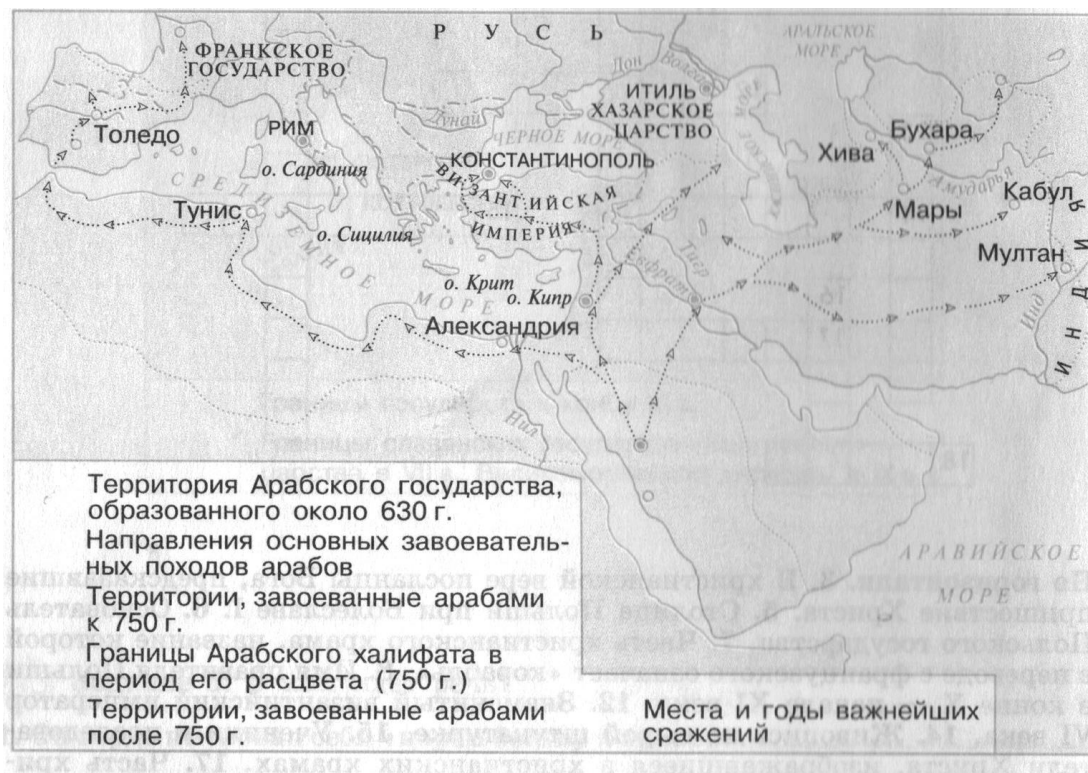 РУСЬ
АРАЛЬСКОЕ
МОРЕ
ФРАНКСКОЕ
ГОСУДАРСТВО
Дон
Волга
ИТИЛЬ
ХАЗАРСКОЕ
ЦАРСТВО
Дунай
ЧЕРНОЕ МОРЕ
Толедо
РИМ
о. Сардиния
КОНСТАНТИНОПОЛЬ
ВИЗАНТИЙСКАЯ
ИМПЕРИЯ
Хива
Бухара
Амударья
Мары
Кабул
Мултан
Инд
ИНДИЯ
СРЕДИЗЕМНОЕ
МОРЕ
Тунис
о. Сицилия
о. Крит
о. Кипр
Александрия
Тигр
Евфрат
Нил
АРАВИЙСКОЕ
МОРЕ
Территория Арабского государства,
образованного около 630 г.
Направления основных завоеватель-
ных походов арабов
Территории, завоеванные арабами
к 750 г.
Границы Арабского халифата в
период его расцвета (750 г.)
Территории, завоеванные арабами
после 750 г.
Места и годы важнейших
сражений